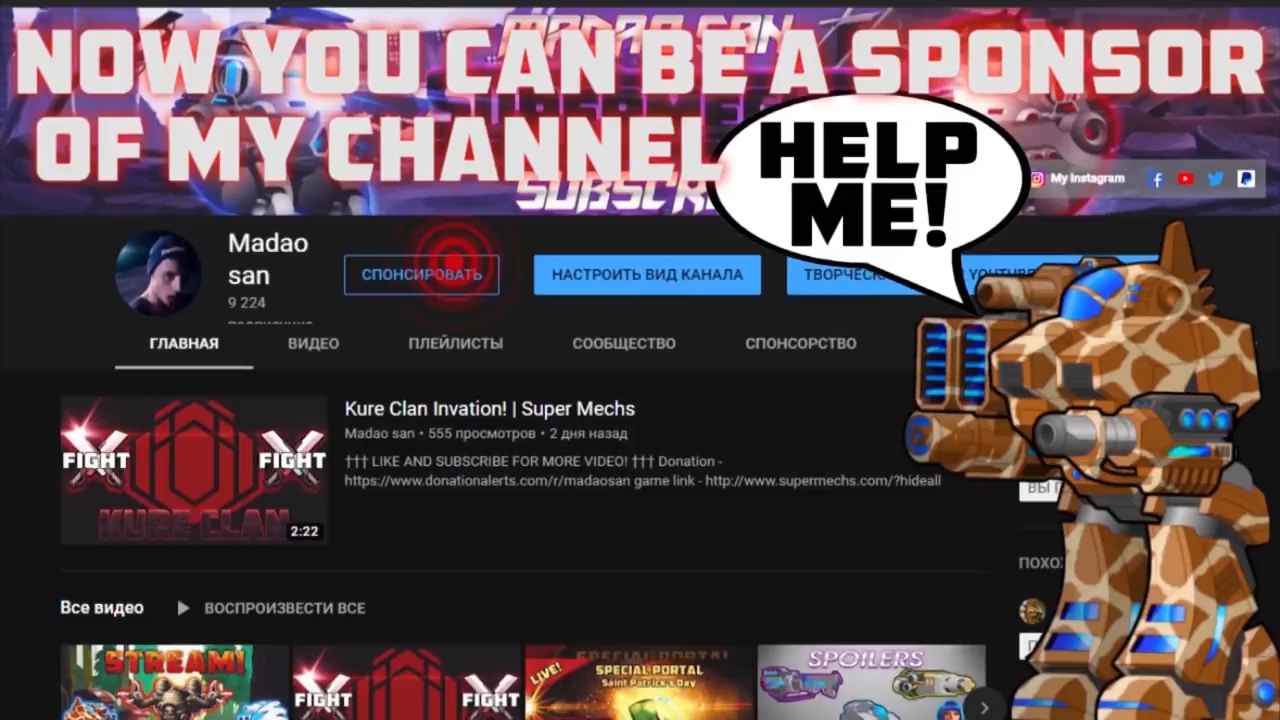 NOW YOU CAN BE A SPONSOR
OF MY CHANNEL
MADAO SAN
HELP
ME!
My Instagram
Madao
san
9 224
СПОНСИРОВАТЬ
НАСТРОИТЬ ВИД КАНАЛА
ГЛАВНАЯ
ВИДЕО
ПЛЕЙЛИСТЫ
СООБЩЕСТВО
СПОНСОРСТВО
FIGHT
FIGHT
KURE CLAN
2:22
Kure Clan Invation! | Super Mechs
Madao san • 555 просмотров • 2 дня назад
††† LIKE AND SUBSCRIBE FOR MORE VIDEO! ††† Donation -
https://www.donationalerts.com/r/madaosan game link - http://www.supermechs.com/?hideall
Все видео
ВОСПРОИЗВЕСТИ ВСЕ
STREAM!
FIGHT
FIGHT
LIVE!
SPECIAL PORTAL
Saint Patrick's Day
SPOILERS